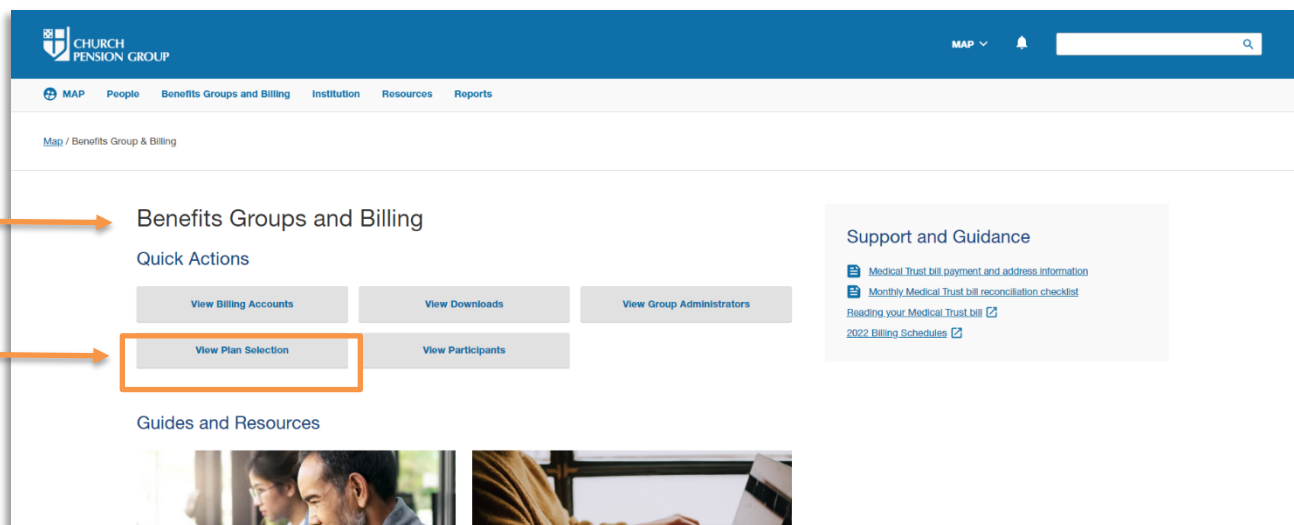 CHURCH
PENSION GROUP
MAP
MAP People Benefits Groups and Billing Institution Resources Reports
Map / Benefits Group & Billing
Benefits Groups and Billing
Quick Actions
View Billing Accounts View Downloads View Group Administrators
View Plan Selection View Participants
Guides and Resources
Support and Guidance
Medical Trust bill payment and address information
Monthly Medical Trust bill reconciliation checklist
Reading your Medical Trust bill
2022 Billing Schedules